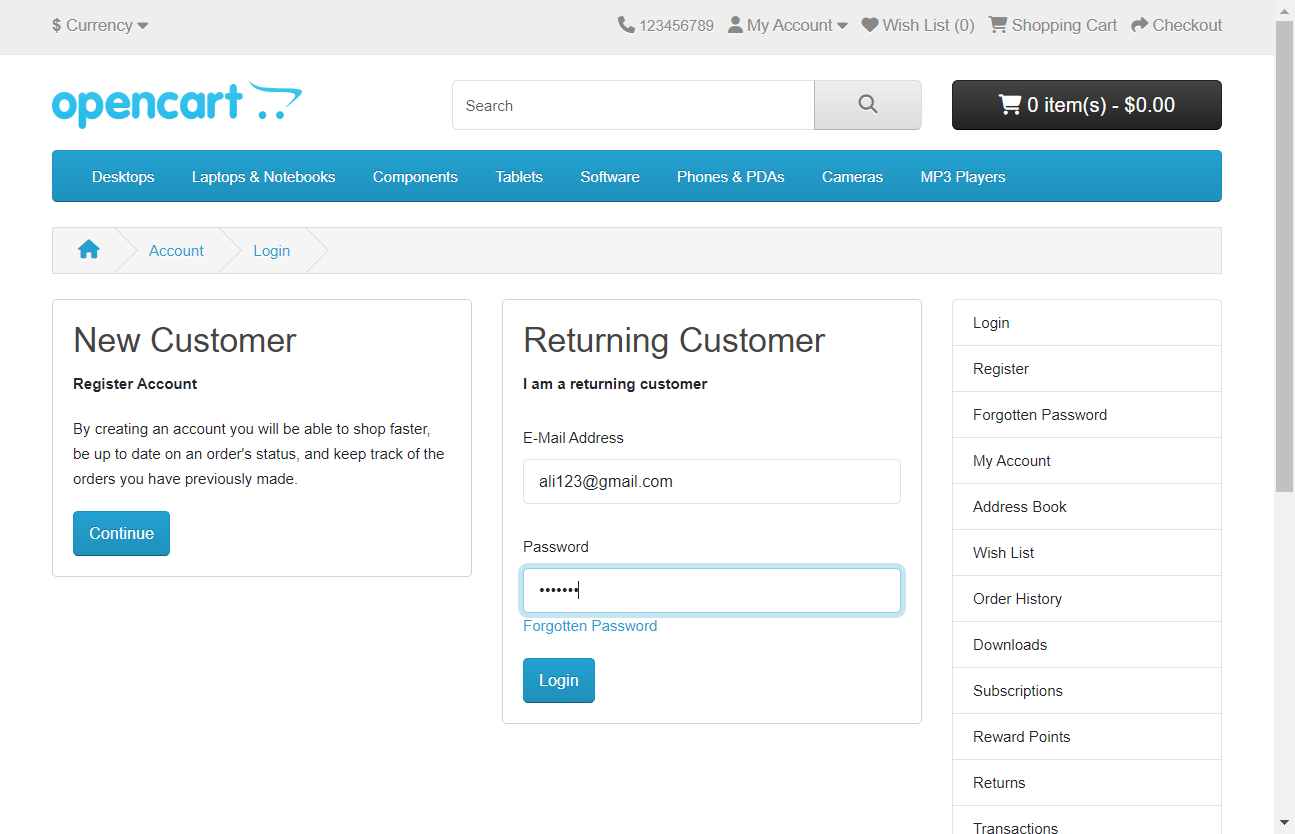 $ Currency 123456789 My Account Wish List (0) Shopping Cart Checkout
opencart Search 0 item(s) - $0.00
Desktops Laptops & Notebooks Components Tablets Software Phones & PDAs Cameras MP3 Players
Account Login
New Customer
Register Account
By creating an account you will be able to shop faster,
be up to date on an order's status, and keep track of the
orders you have previously made.
Continue
Returning Customer
I am a returning customer
E-Mail Address
ali123@gmail.com
Password
•••••••
Forgotten Password
Login
Login
Register
Forgotten Password
My Account
Address Book
Wish List
Order History
Downloads
Subscriptions
Reward Points
Returns
Transactions